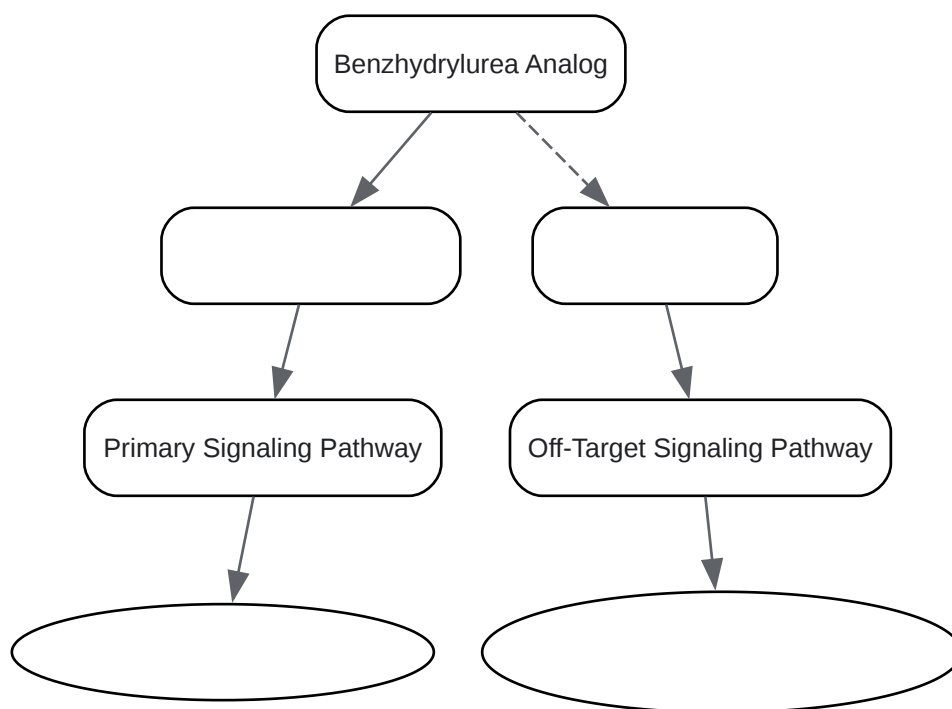 Benzhydrylurea Analog
Primary Signaling Pathway
Off-Target Signaling Pathway